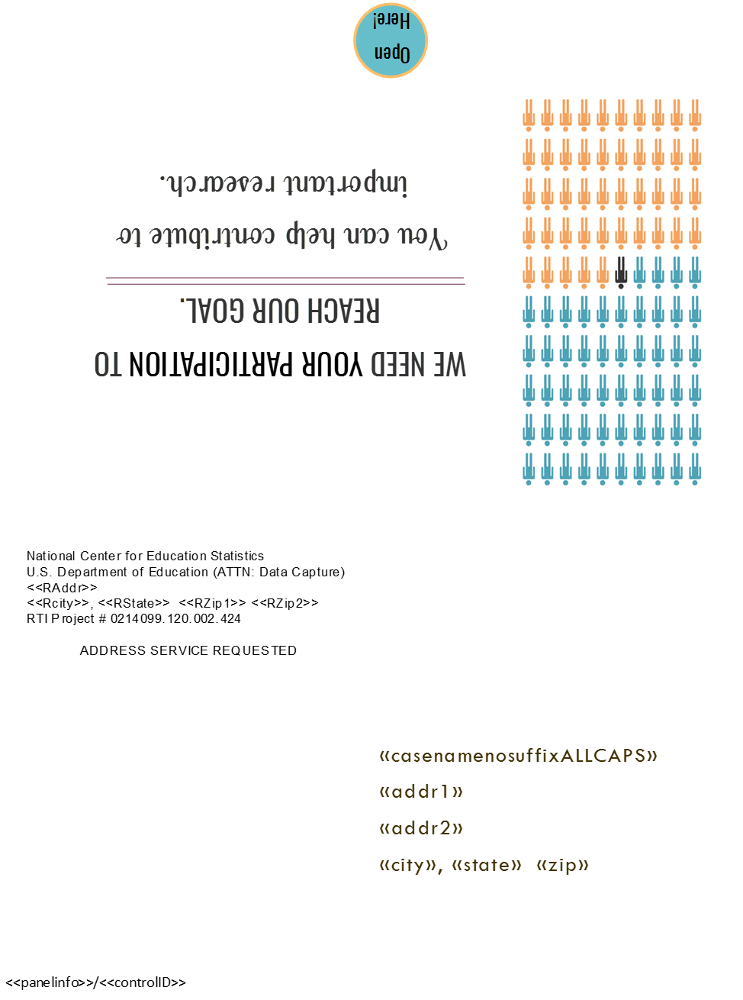 Open
Here!
WE NEED YOUR PARTICIPATION TO
REACH OUR GOAL.
You can help contribute to
important research.
National Center for Education Statistics
U.S. Department of Education (ATTN: Data Capture)
<<RAddr>>
<<Rcity>>, <<RState>>  <<RZip1>> <<RZip2>>
RTI Project # 0214099.120.002.424
ADDRESS SERVICE REQUESTED
«casenamenosuffixALLCAPS»
«addr1»
«addr2»
«city», «state»  «zip»
<<panelinfo>>/<<controlID>>